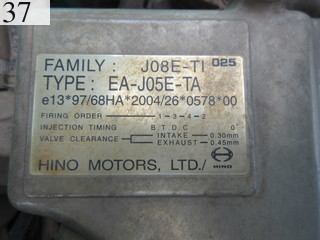 37
FAMILY : J08E-TI 025
TYPE : EA-J05E-TA
e13*97/68HA*2004/26*0578*00
FIRING ORDER 1-3-4-2
INJECTION TIMING B T D C 0°
VALVE CLEARANCE INTAKE 0.30mm
EXHAUST 0.45mm
HINO MOTORS, LTD. HINO